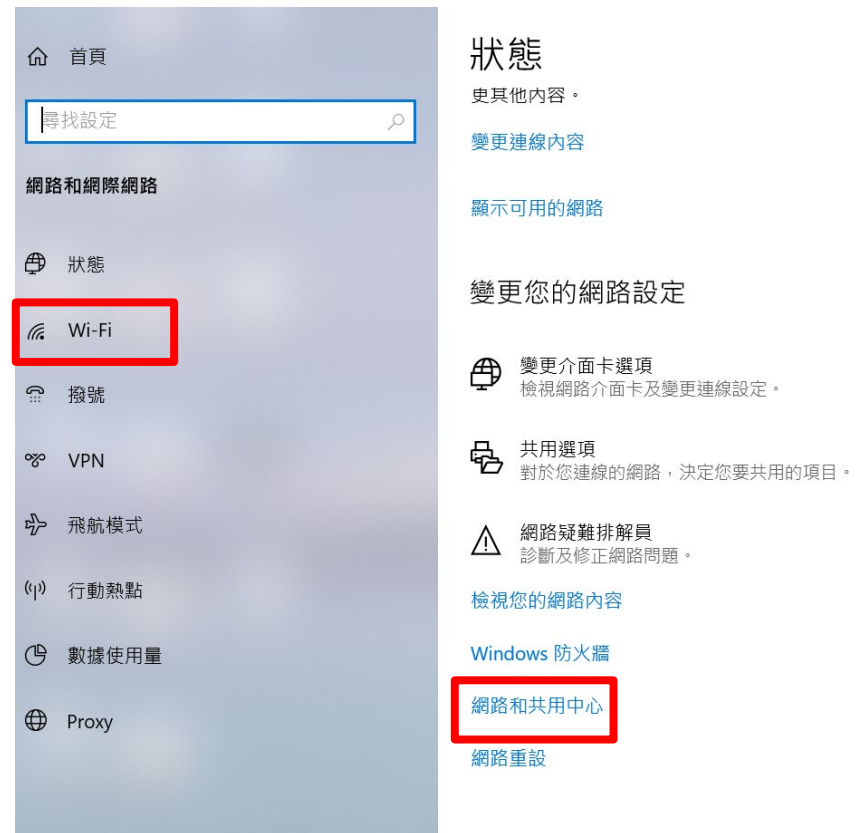 首頁
尋找設定
網路和網際網路
狀態
Wi-Fi
撥號
VPN
飛航模式
行動熱點
數據使用量
Proxy
狀態
更其他內容。
變更連線內容
顯示可用的網路
變更您的網路設定
變更介面卡選項
檢視網路介面卡及變更連線設定。
共用選項
對於您連線的網路，決定您要共用的項目。
網路疑難排解員
診斷及修正網路問題。
檢視您的網路內容
Windows 防火牆
網路和共用中心
網路重設